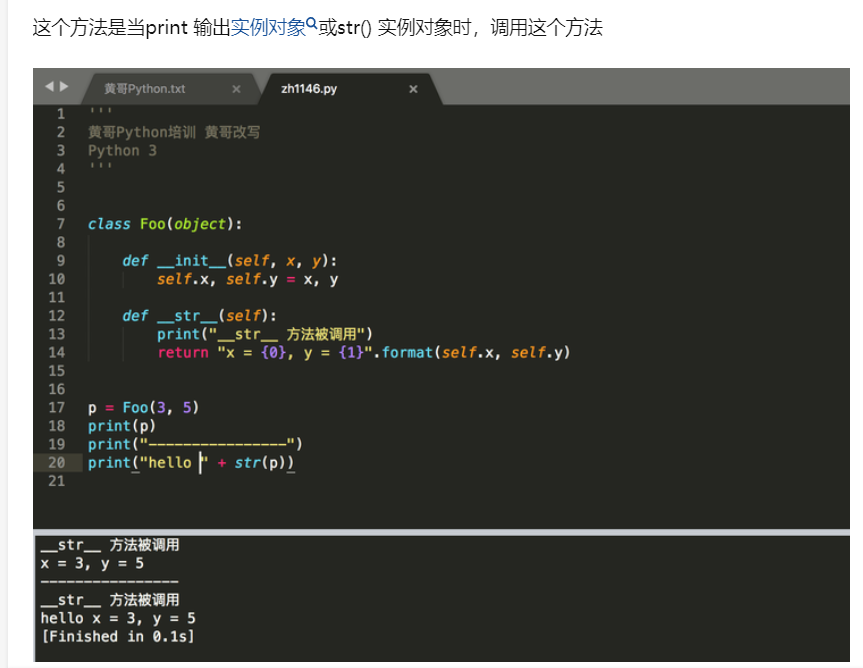 这个方法是当print 输出实例对象或str() 实例对象时，调用这个方法
黄哥Python.txt × zh1146.py ×
1 '''
2 黄哥Python培训 黄哥改写
3 Python 3
4 '''
5
6
7 class Foo(object):
8
9 def __init__(self, x, y):
10 self.x, self.y = x, y
11
12 def __str__(self):
13 print("__str__ 方法被调用")
14 return "x = {0}, y = {1}".format(self.x, self.y)
15
16
17 p = Foo(3, 5)
18 print(p)
19 print("----------------")
20 print("hello " + str(p))
21
__str__ 方法被调用
x = 3, y = 5
----------------
__str__ 方法被调用
hello x = 3, y = 5
[Finished in 0.1s]